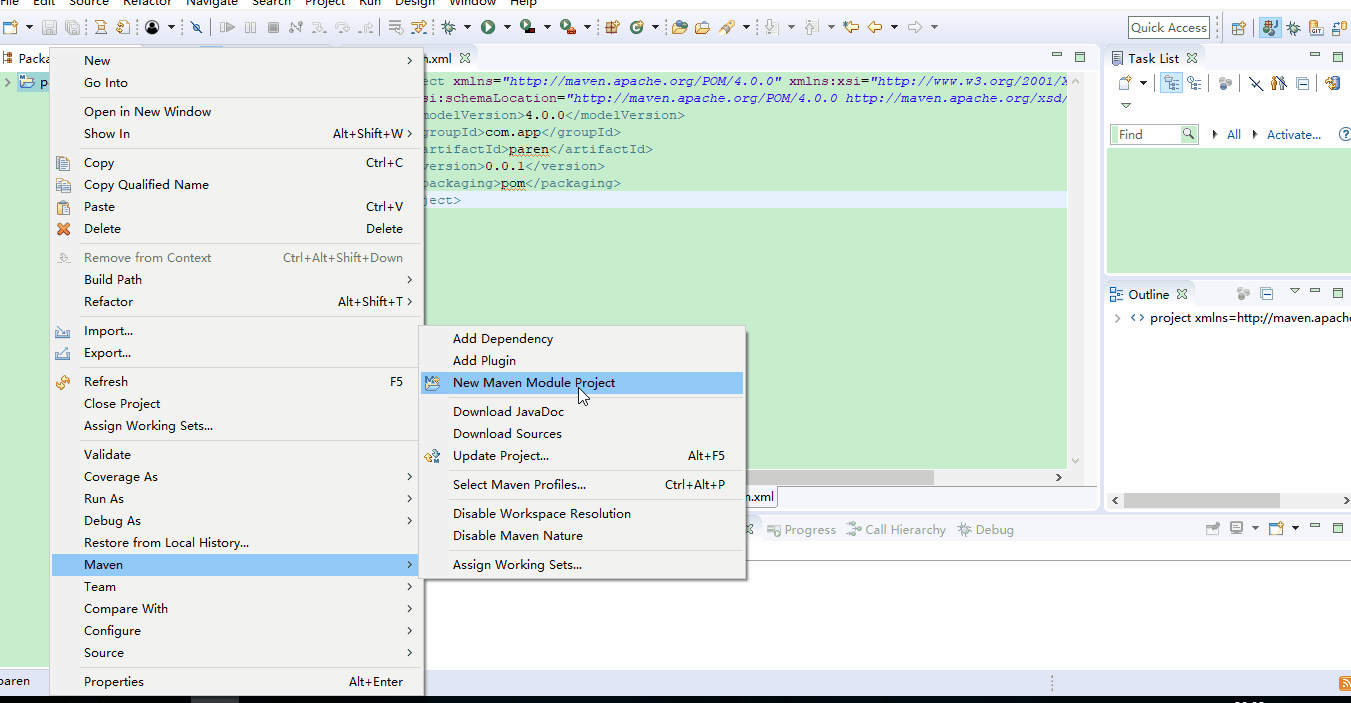 File Edit Source Refactor Navigate Search Project Run Design Window Help
Quick Access
Packa
.xml
Task List
p
New
Go Into
Open in New Window
Show In Alt+Shift+W
Copy Ctrl+C
Copy Qualified Name
Paste Ctrl+V
Delete Delete
Remove from Context Ctrl+Alt+Shift+Down
Build Path
Refactor Alt+Shift+T
Import...
Export...
Refresh F5
Close Project
Assign Working Sets...
Validate
Coverage As
Run As
Debug As
Restore from Local History...
Maven
Team
Compare With
Configure
Source
Properties Alt+Enter
ect xmlns="http://maven.apache.org/POM/4.0.0" xmlns:xsi="http://www.w3.org/2001/X
si:schemaLocation="http://maven.apache.org/POM/4.0.0 http://maven.apache.org/xsd/
modelVersion>4.0.0</modelVersion>
groupId>com.app</groupId>
artifactId>paren</artifactId>
version>0.0.1</version>
packaging>pom</packaging>
ject>
Add Dependency
Add Plugin
New Maven Module Project
Download JavaDoc
Download Sources
Update Project... Alt+F5
Select Maven Profiles... Ctrl+Alt+P
Disable Workspace Resolution
Disable Maven Nature
Assign Working Sets...
Find All Activate...
Outline
project xmlns=http://maven.apache
.xml
Progress Call Hierarchy Debug
paren